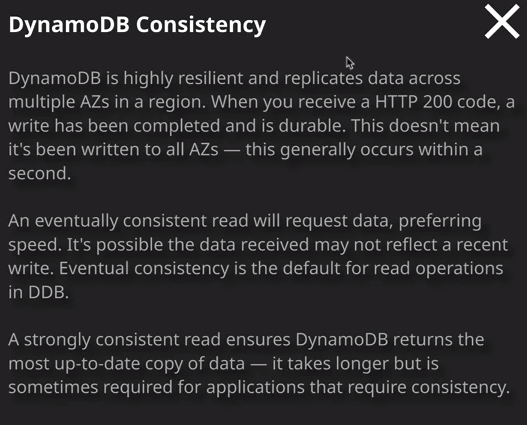 DynamoDB Consistency
DynamoDB is highly resilient and replicates data across
multiple AZs in a region. When you receive a HTTP 200 code, a
write has been completed and is durable. This doesn't mean
it's been written to all AZs — this generally occurs within a
second.
An eventually consistent read will request data, preferring
speed. It's possible the data received may not reflect a recent
write. Eventual consistency is the default for read operations
in DDB.
A strongly consistent read ensures DynamoDB returns the
most up-to-date copy of data — it takes longer but is
sometimes required for applications that require consistency.